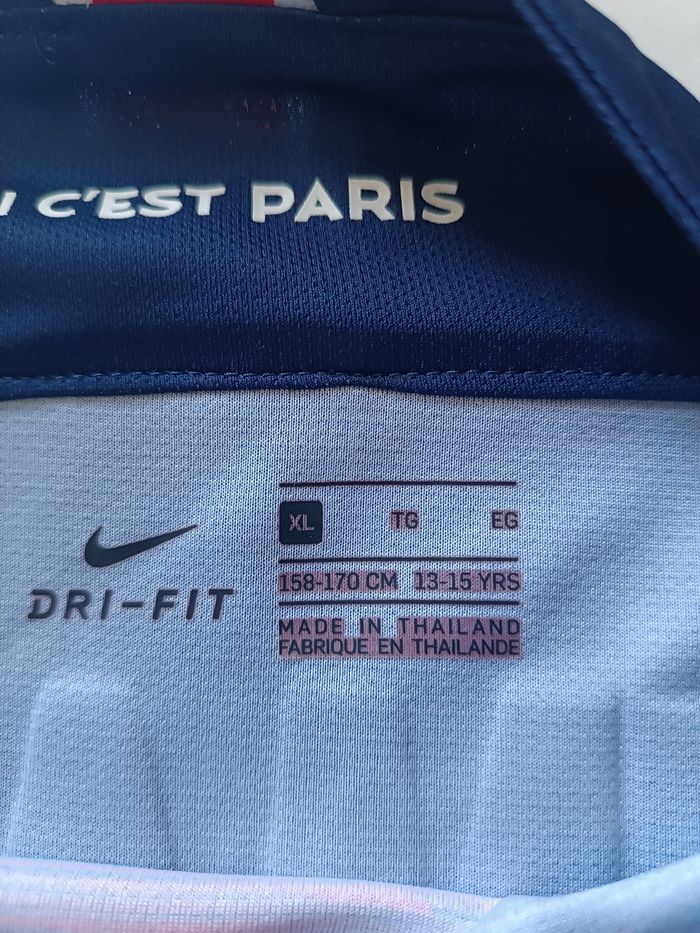 C'EST PARIS
XL TG EG
DRI-FIT
158-170 CM 13-15 YRS
MADE IN THAILAND
FABRIQUE EN THAILANDE